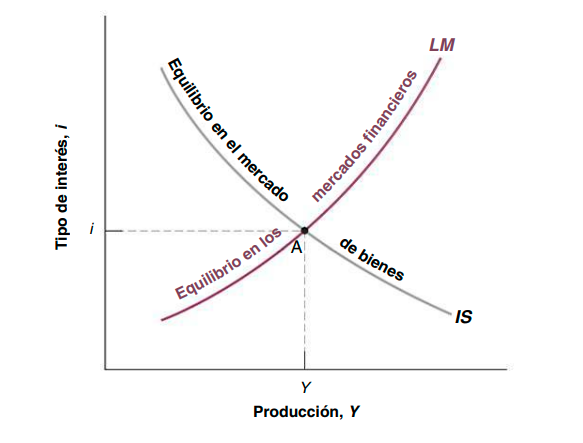 LM
Equilibrio en el mercado
mercados financieros
Tipo de interés, i
i
Equilibrio en los
A
de bienes
IS
Y
Producción, Y